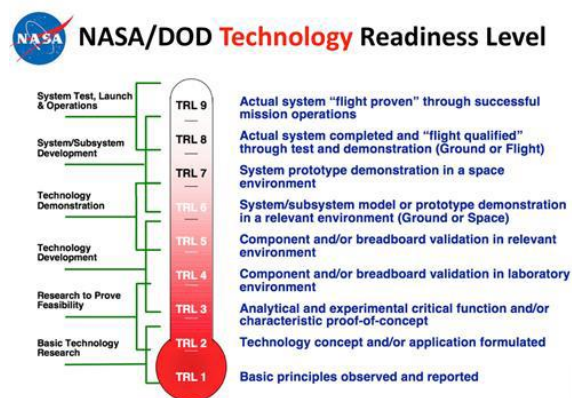 NASA
NASA/DOD Technology Readiness Level
System Test, Launch
& Operations
System/Subsystem
Development
Technology
Demonstration
Technology
Development
Research to Prove
Feasibility
Basic Technology
Research
TRL 9
Actual system “flight proven” through successful
mission operations
TRL 8
Actual system completed and “flight qualified”
through test and demonstration (Ground or Flight)
TRL 7
System prototype demonstration in a space
environment
TRL 6
System/subsystem model or prototype demonstration
in a relevant environment (Ground or Space)
TRL 5
Component and/or breadboard validation in relevant
environment
TRL 4
Component and/or breadboard validation in laboratory
environment
TRL 3
Analytical and experimental critical function and/or
characteristic proof-of-concept
TRL 2
Technology concept and/or application formulated
TRL 1
Basic principles observed and reported